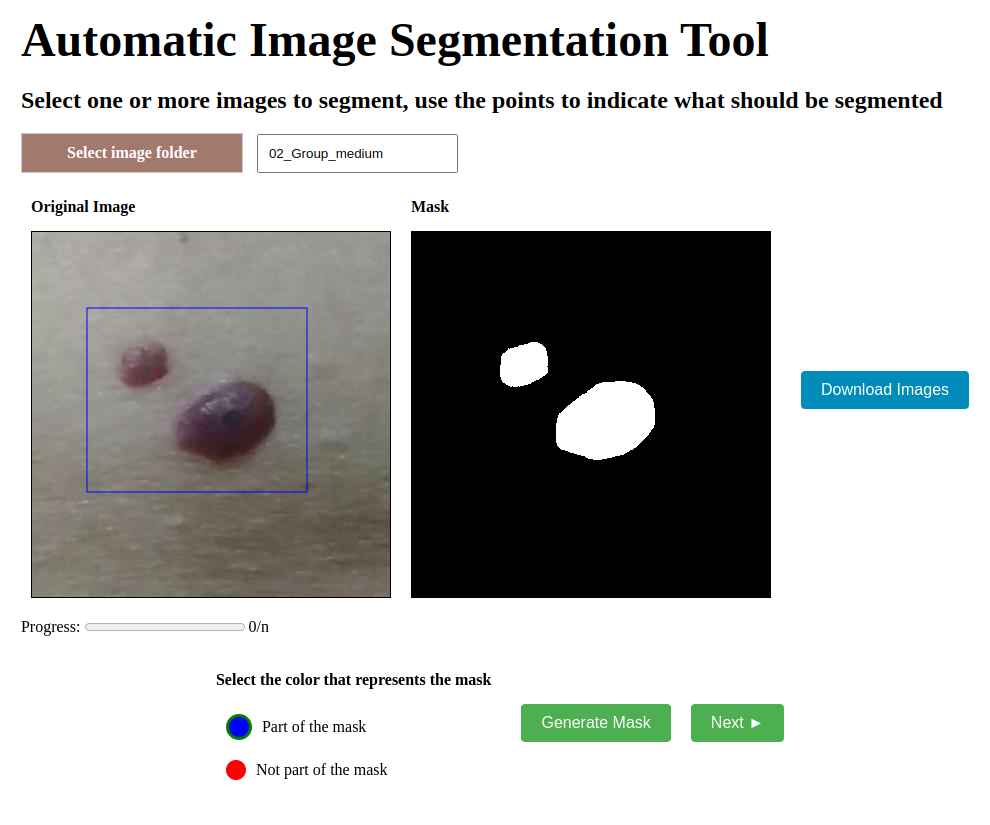 Automatic Image Segmentation Tool
Select one or more images to segment, use the points to indicate what should be segmented
Select image folder
02_Group_medium
Original Image
Mask
Download Images
Progress: 0/n
Select the color that represents the mask
Part of the mask
Generate Mask
Next ►
Not part of the mask